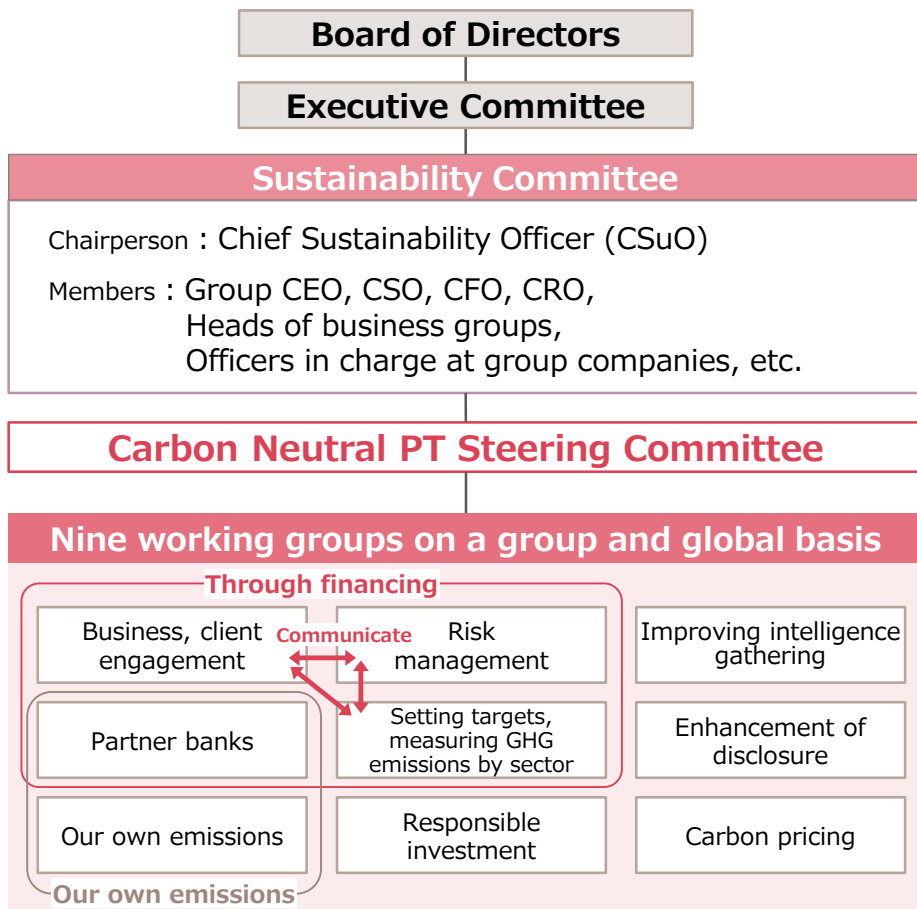 Board of Directors
Executive Committee
Sustainability Committee
Chairperson : Chief Sustainability Officer (CSuO)
Members : Group CEO, CSO, CFO, CRO,
Heads of business groups,
Officers in charge at group companies, etc.
Carbon Neutral PT Steering Committee
Nine working groups on a group and global basis
Through financing
Business, client
engagement
Communicate
Risk
management
Improving intelligence
gathering
Partner banks
Setting targets,
measuring GHG
emissions by sector
Enhancement of
disclosure
Our own emissions
Responsible
investment
Carbon pricing
Our own emissions